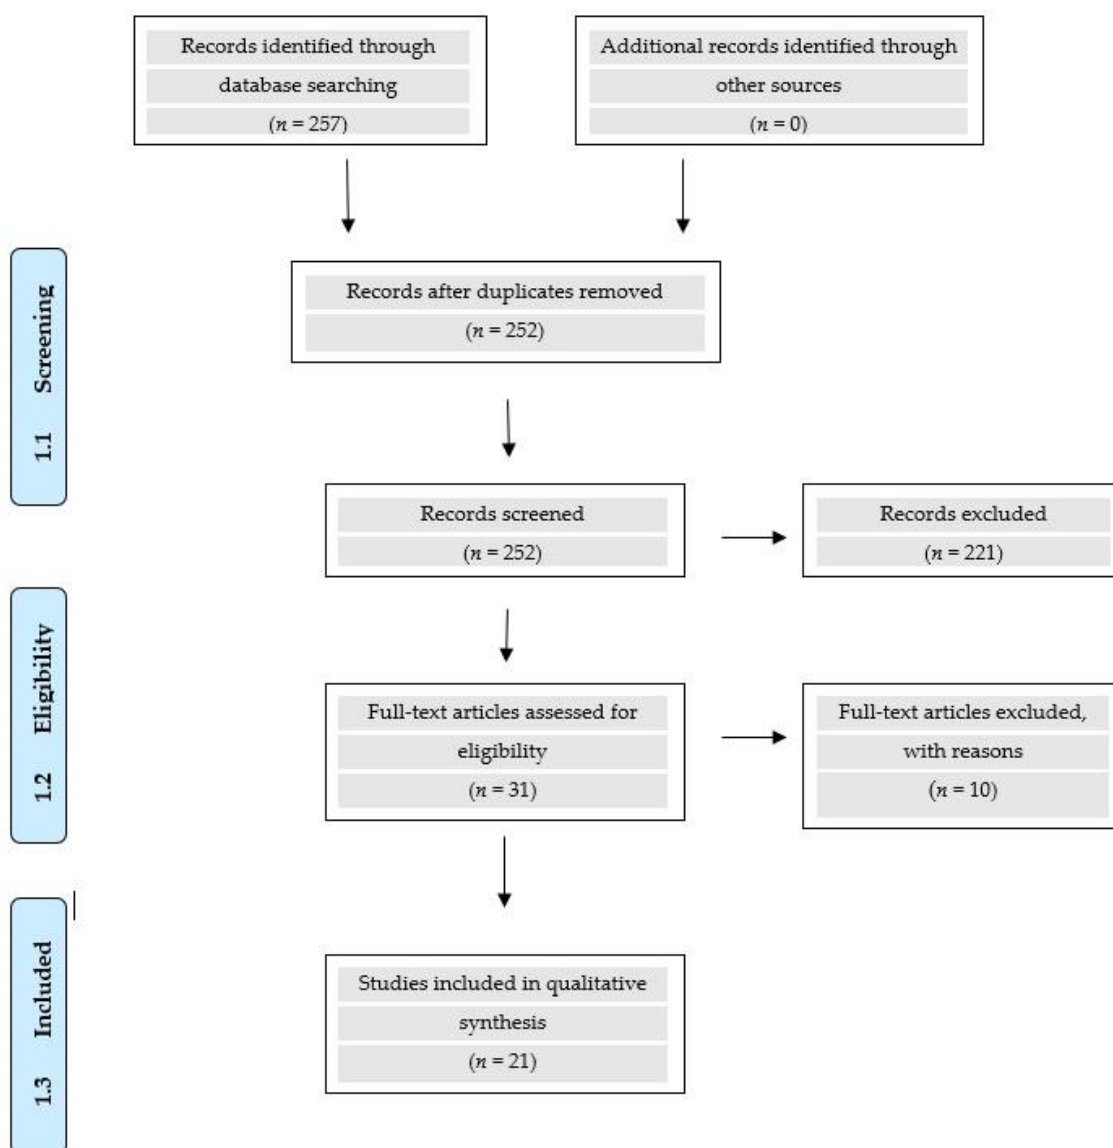 Records identified through
database searching
(n = 257)
Additional records identified through
other sources
(n = 0)
1.1 Screening
Records after duplicates removed
(n = 252)
Records screened
(n = 252)
Records excluded
(n = 221)
1.2 Eligibility
Full-text articles assessed for
eligibility
(n = 31)
Full-text articles excluded,
with reasons
(n = 10)
1.3 Included
Studies included in qualitative
synthesis
(n = 21)